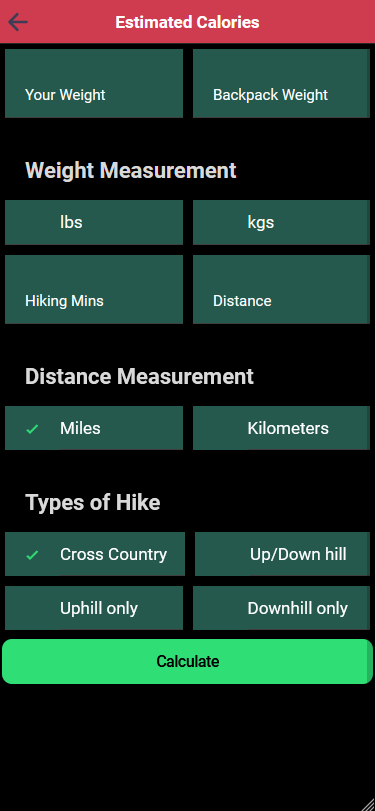 Estimated Calories
Your Weight
Backpack Weight
Weight Measurement
lbs
kgs
Hiking Mins
Distance
Distance Measurement
Miles
Kilometers
Types of Hike
Cross Country
Up/Down hill
Uphill only
Downhill only
Calculate